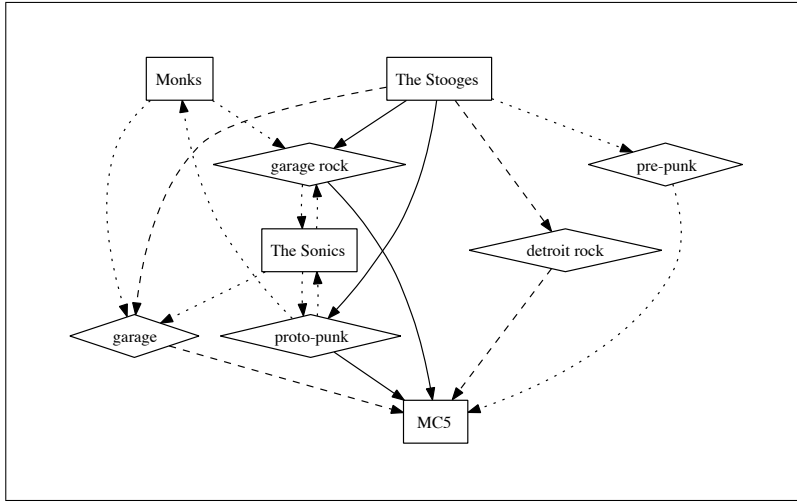 Monks
The Stooges
garage rock
pre-punk
The Sonics
detroit rock
garage
proto-punk
MC5